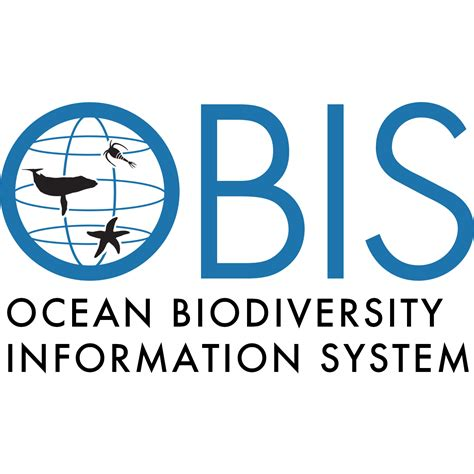 OBIS
OCEAN BIODIVERSITY
INFORMATION SYSTEM